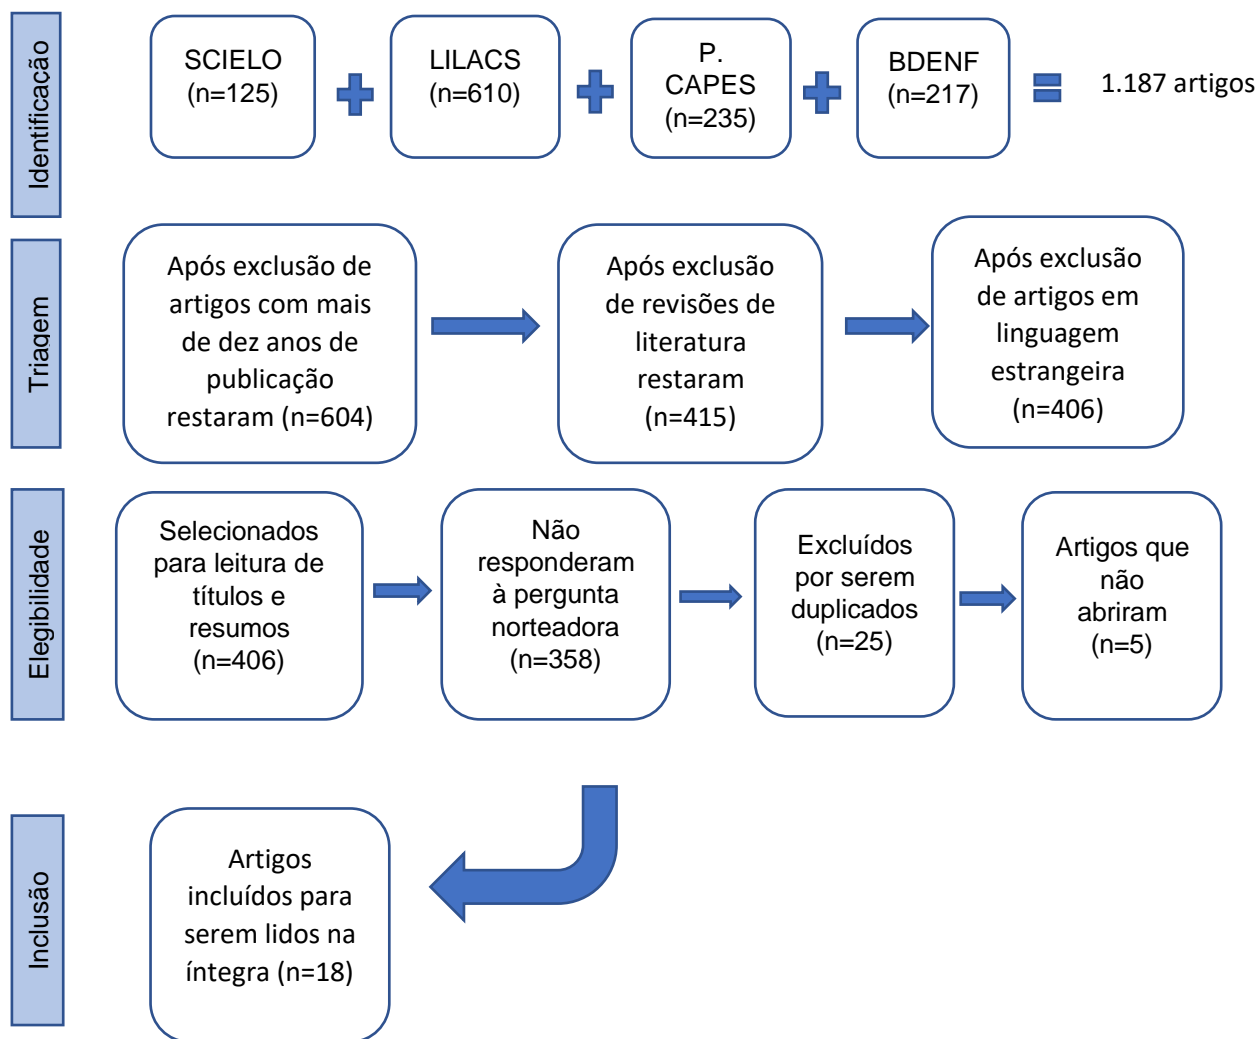 Identificação
SCIELO
(n=125)
LILACS
(n=610)
P.
CAPES
(n=235)
BDENF
(n=217)
1.187 artigos
Triagem
Após exclusão de
artigos com mais
de dez anos de
publicação
restaram (n=604)
Após exclusão
de revisões de
literatura
restaram
(n=415)
Após exclusão
de artigos em
linguagem
estrangeira
(n=406)
Elegibilidade
Selecionados
para leitura de
títulos e
resumos
(n=406)
Não
responderam
à pergunta
norteadora
(n=358)
Excluídos
por serem
duplicados
(n=25)
Artigos que
não
abriram
(n=5)
Inclusão
Artigos
incluídos para
serem lidos na
íntegra (n=18)